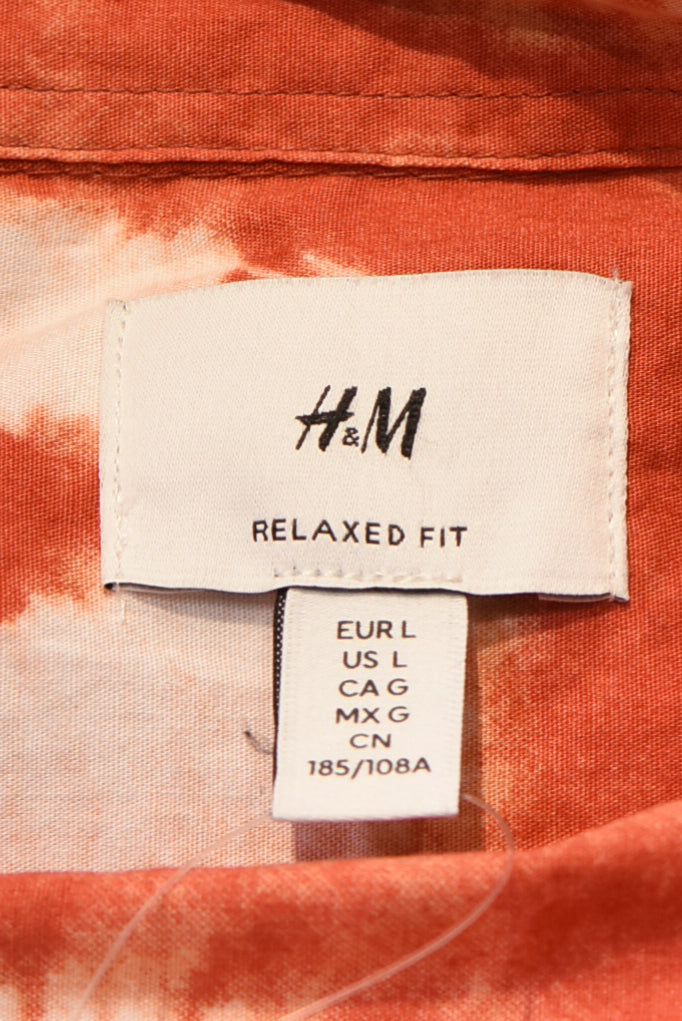 H&M
RELAXED FIT
EUR L
US L
CA G
MX G
CN
185/108A